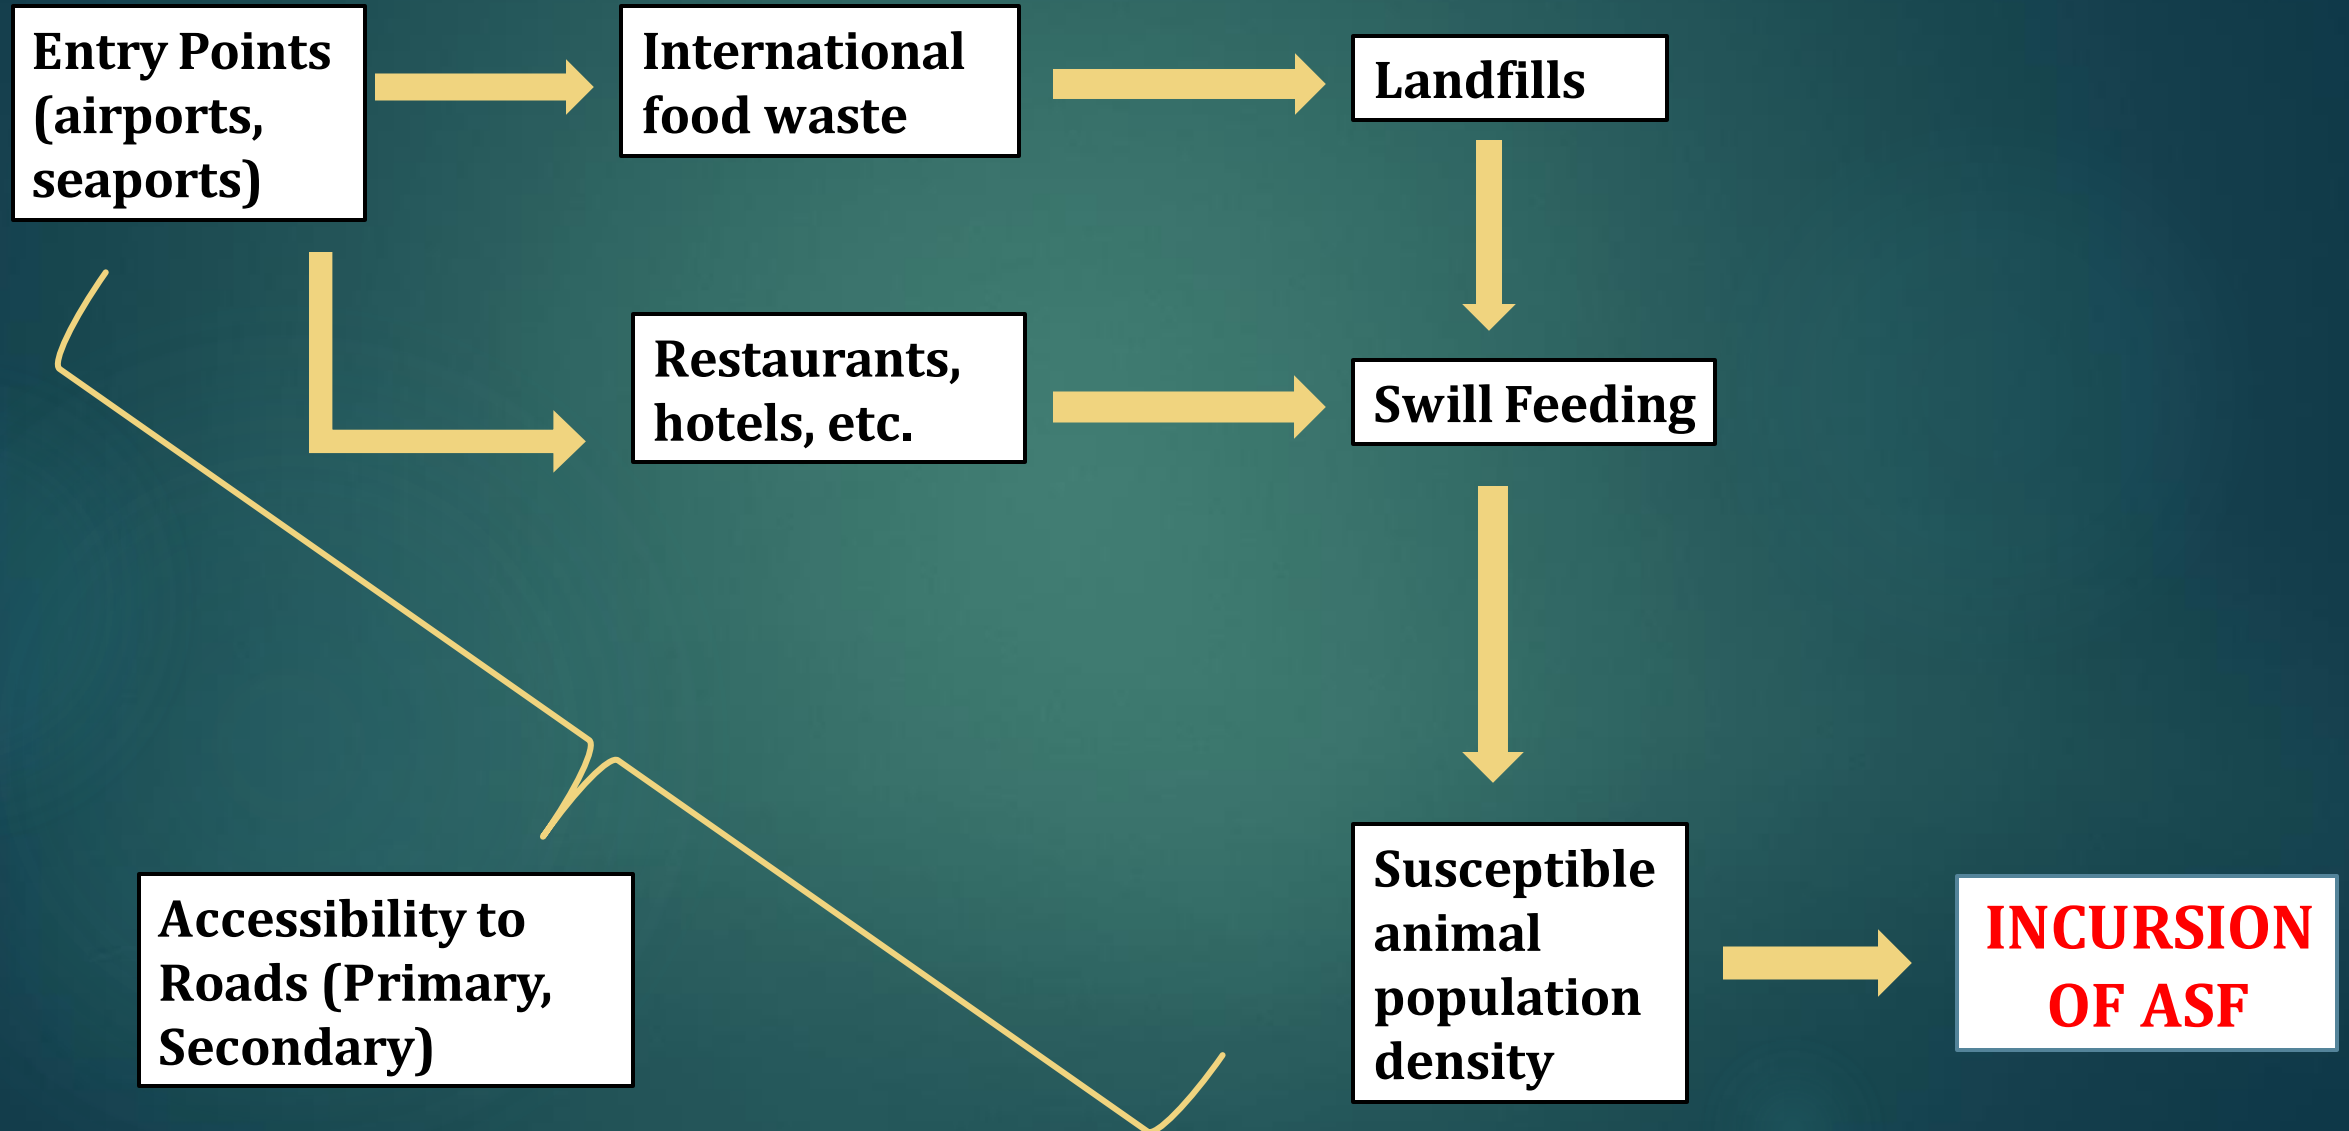 Entry Points
(airports,
seaports)
International
food waste
Landfills
Restaurants,
hotels, etc.
Swill Feeding
Accessibility to
Roads (Primary,
Secondary)
Susceptible
animal
population
density
INCURSION
OF ASF